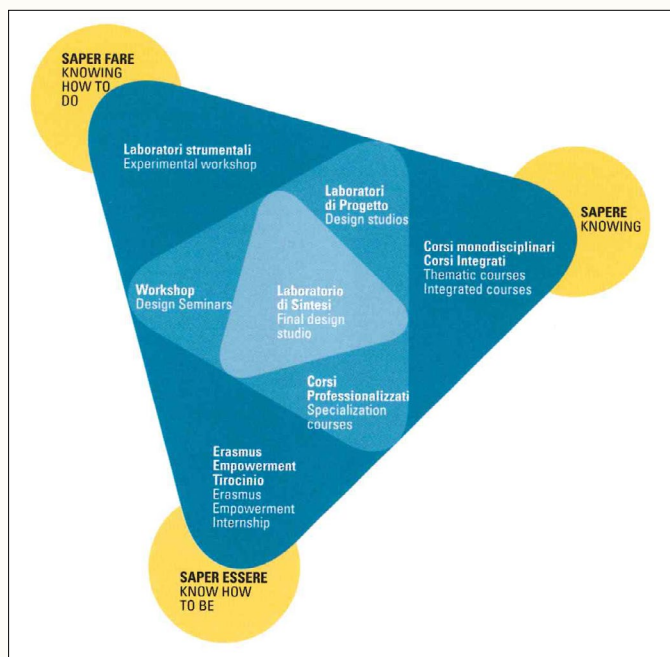 SAPER FARE
KNOWING
HOW TO
DO
Laboratori strumentali
Experimental workshop
Laboratori
di Progetto
Design studios
SAPERE
KNOWING
Corsi monodisciplinari
Corsi Integrati
Thematic courses
Integrated courses
Workshop
Design Seminars
Laboratorio
di Sintesi
Final design
studio
Corsi
Professionalizzati
Specialization
courses
Erasmus
Empowerment
Tirocinio
Erasmus
Empowerment
Internship
SAPER ESSERE
KNOW HOW
TO BE